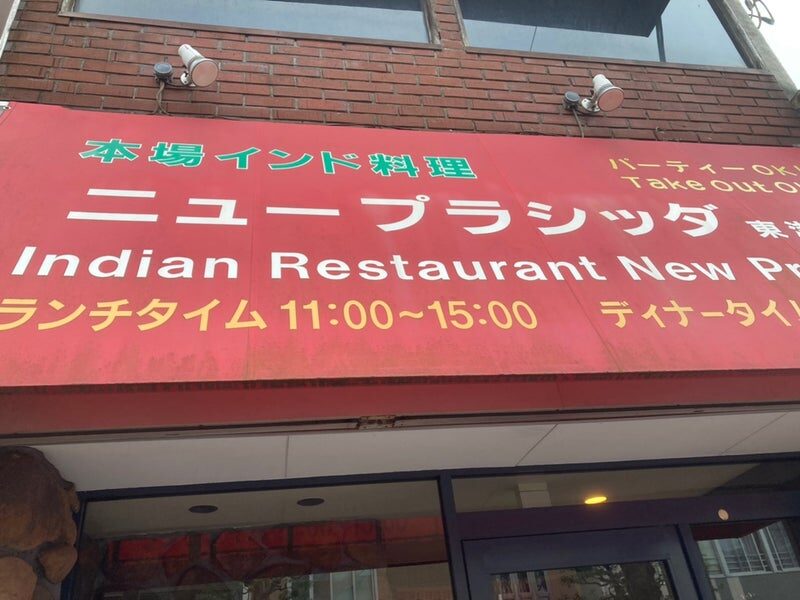 本場インド料理
パーティーOK
Take Out
ニュープラシッダ 東
Indian Restaurant New
ランチタイム 11:00~15:00
ディナータイ